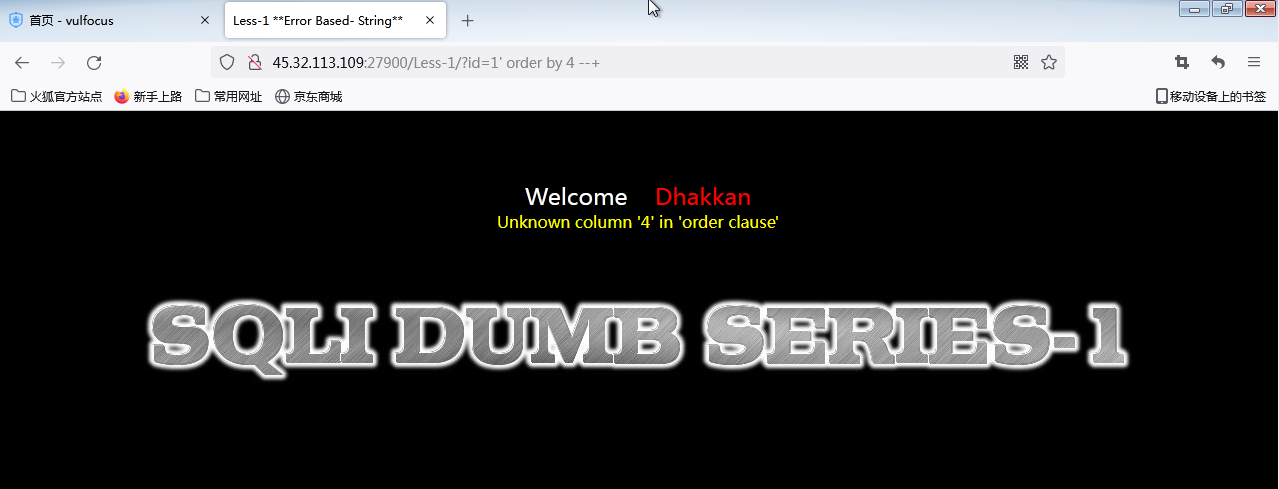 首页 - vulfocus
Less-1 **Error Based- String**
45.32.113.109:27900/Less-1/?id=1' order by 4 --+
火狐官方站点 新手上路 常用网址 京东商城 移动设备上的书签
Welcome Dhakkan
Unknown column '4' in 'order clause'
SQLI DUMB SERIES-1